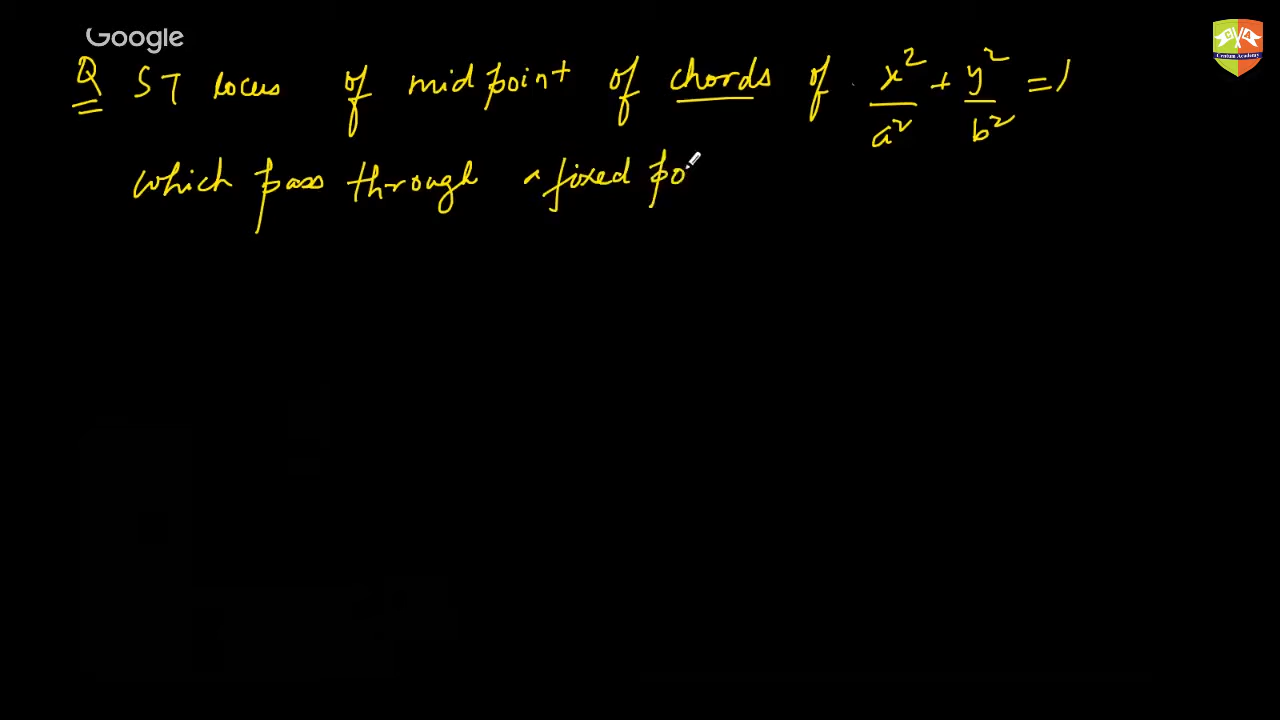 Google
Q ST locus of midpoint of chords of x²/a² + y²/b² = 1
which pass through a fixed po